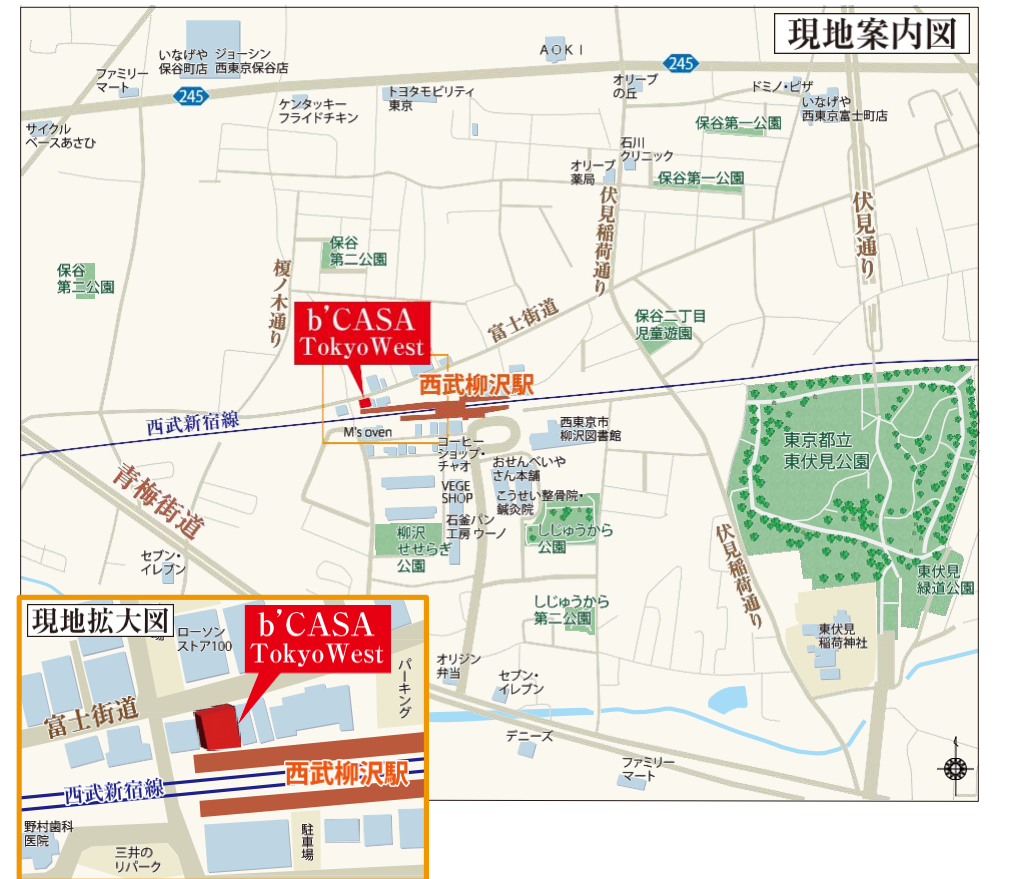 現地案内図
いなげや
保谷町店
ジョーシン
西東京保谷店
AOKI
245
245
ファミリー
マート
サイクル
ベースあさひ
ケンタッキー
フライドチキン
トヨタモビリティ
東京
オリーブ
の丘
ドミノ・ピザ
いなげや
西東京富士町店
保谷第一公園
石川
クリニック
オリーブ
薬局
保谷第一公園
伏見稲荷通り
伏見通り
保谷
第二公園
保谷
第二公園
榎ノ木通り
富士街道
保谷二丁目
児童遊園
b'CASA
TokyoWest
西武柳沢駅
西武新宿線
M's oven
コーヒー
ショップ・
チャオ
西東京市
柳沢図書館
東京都立
東伏見公園
おせんべいや
さん本舗
VEGE
SHOP
こうせい整骨院・
鍼灸院
青梅街道
石釜パン
工房 ウーノ
しじゅうから
公園
柳沢
せせらぎ
公園
伏見稲荷通り
セブン・
イレブン
東伏見
緑道公園
しじゅうから
第二公園
東伏見
稲荷神社
オリジン
弁当
セブン・
イレブン
デニーズ
ファミリー
マート
現地拡大図
場
ローソン
ストア100
b'CASA
TokyoWest
パーキング
富士街道
西武柳沢駅
西武新宿線
野村歯科
医院
三井の
リパーク
駐車場